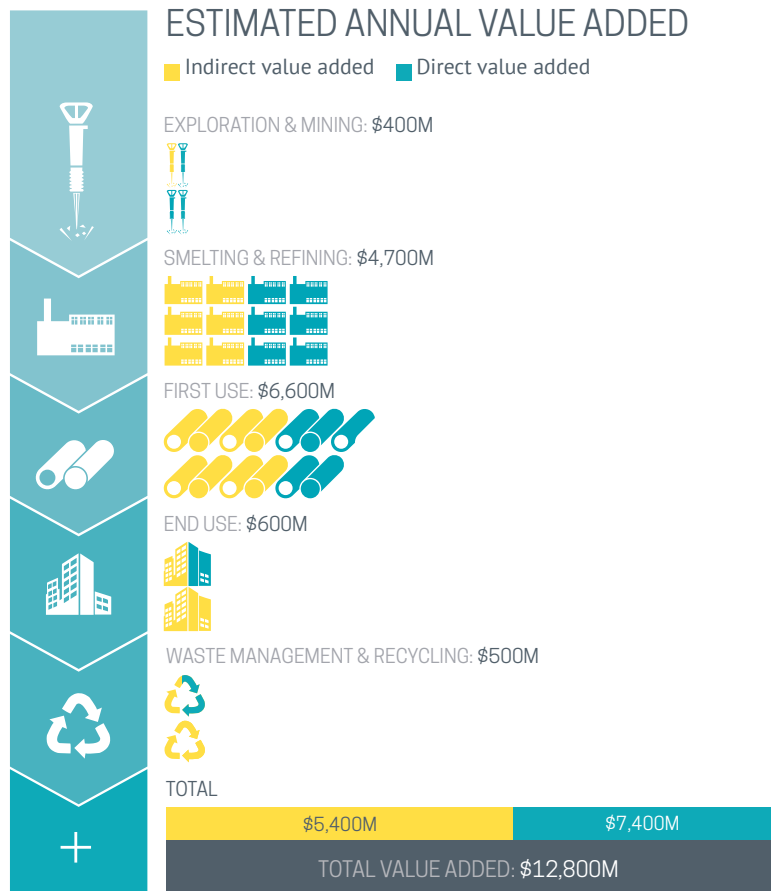 ESTIMATED ANNUAL VALUE ADDED
Indirect value added Direct value added
EXPLORATION & MINING: $400M
SMELTING & REFINING: $4,700M
FIRST USE: $6,600M
END USE: $600M
WASTE MANAGEMENT & RECYCLING: $500M
TOTAL
$5,400M $7,400M
TOTAL VALUE ADDED: $12,800M